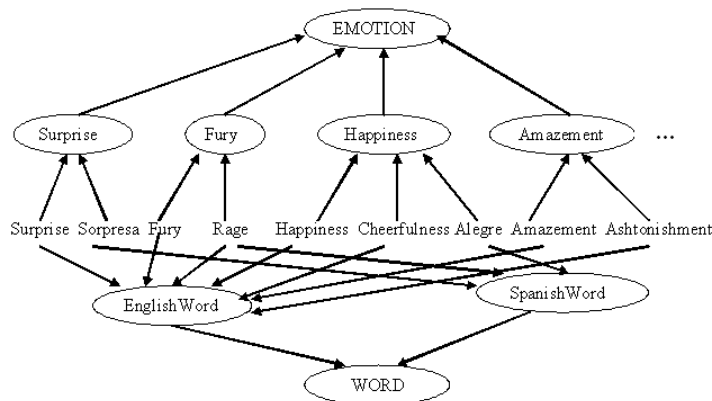 EMOTION
Surprise Fury Happiness Amazement ...
Surprise Sorpresa Fury Rage Happiness Cheerfulness Alegre Amazement Ashtonishment
EnglishWord SpanishWord
WORD